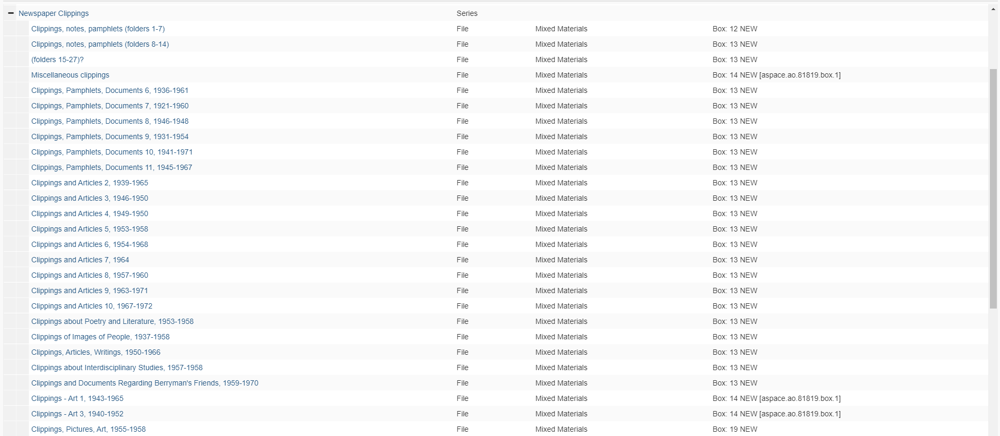 Newspaper Clippings Series
Clippings, notes, pamphlets (folders 1-7) File Mixed Materials Box: 12 NEW
Clippings, notes, pamphlets (folders 8-14) File Mixed Materials Box: 13 NEW
(folders 15-27)? File Mixed Materials Box: 13 NEW
Miscellaneous clippings File Mixed Materials Box: 14 NEW [aspace.ao.81819.box.1]
Clippings, Pamphlets, Documents 6, 1936-1961 File Mixed Materials Box: 13 NEW
Clippings, Pamphlets, Documents 7, 1921-1960 File Mixed Materials Box: 13 NEW
Clippings, Pamphlets, Documents 8, 1946-1948 File Mixed Materials Box: 13 NEW
Clippings, Pamphlets, Documents 9, 1931-1954 File Mixed Materials Box: 13 NEW
Clippings, Pamphlets, Documents 10, 1941-1971 File Mixed Materials Box: 13 NEW
Clippings, Pamphlets, Documents 11, 1945-1967 File Mixed Materials Box: 13 NEW
Clippings and Articles 2, 1939-1965 File Mixed Materials Box: 13 NEW
Clippings and Articles 3, 1946-1950 File Mixed Materials Box: 13 NEW
Clippings and Articles 4, 1949-1950 File Mixed Materials Box: 13 NEW
Clippings and Articles 5, 1953-1958 File Mixed Materials Box: 13 NEW
Clippings and Articles 6, 1954-1968 File Mixed Materials Box: 13 NEW
Clippings and Articles 7, 1964 File Mixed Materials Box: 13 NEW
Clippings and Articles 8, 1957-1960 File Mixed Materials Box: 13 NEW
Clippings and Articles 9, 1963-1971 File Mixed Materials Box: 13 NEW
Clippings and Articles 10, 1967-1972 File Mixed Materials Box: 13 NEW
Clippings about Poetry and Literature, 1953-1958 File Mixed Materials Box: 13 NEW
Clippings of Images of People, 1937-1958 File Mixed Materials Box: 13 NEW
Clippings, Articles, Writings, 1950-1966 File Mixed Materials Box: 13 NEW
Clippings about Interdisciplinary Studies, 1957-1958 File Mixed Materials Box: 13 NEW
Clippings and Documents Regarding Berryman's Friends, 1959-1970 File Mixed Materials Box: 13 NEW
Clippings - Art 1, 1943-1965 File Mixed Materials Box: 14 NEW [aspace.ao.81819.box.1]
Clippings - Art 3, 1940-1952 File Mixed Materials Box: 14 NEW [aspace.ao.81819.box.1]
Clippings, Pictures, Art, 1955-1958 File Mixed Materials Box: 19 NEW